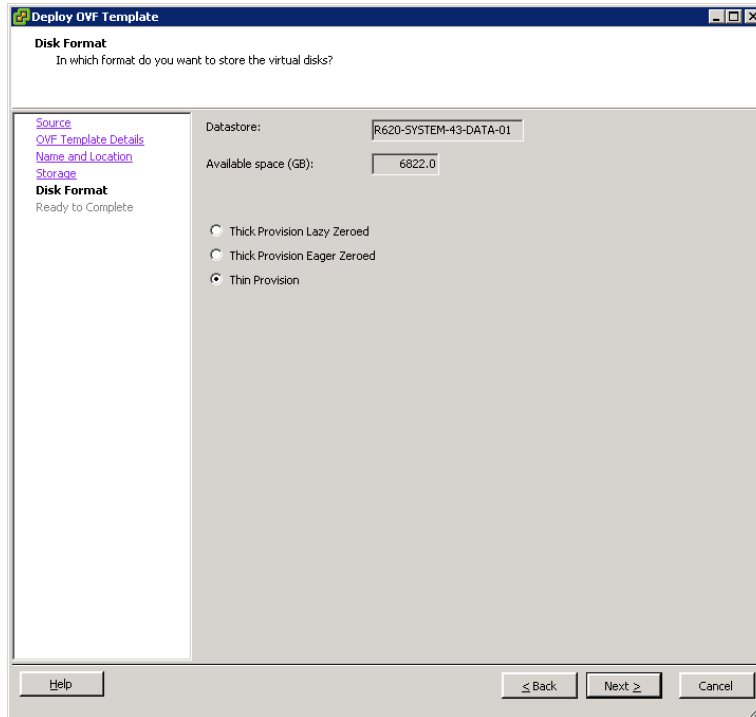 Deploy OVF Template
Disk Format
In which format do you want to store the virtual disks?
Source
OVF Template Details
Name and Location
Storage
Disk Format
Ready to Complete
Datastore:
R620-SYSTEM-43-DATA-01
Available space (GB):
6822.0
Thick Provision Lazy Zeroed
Thick Provision Eager Zeroed
Thin Provision
Help
< Back
Next >
Cancel